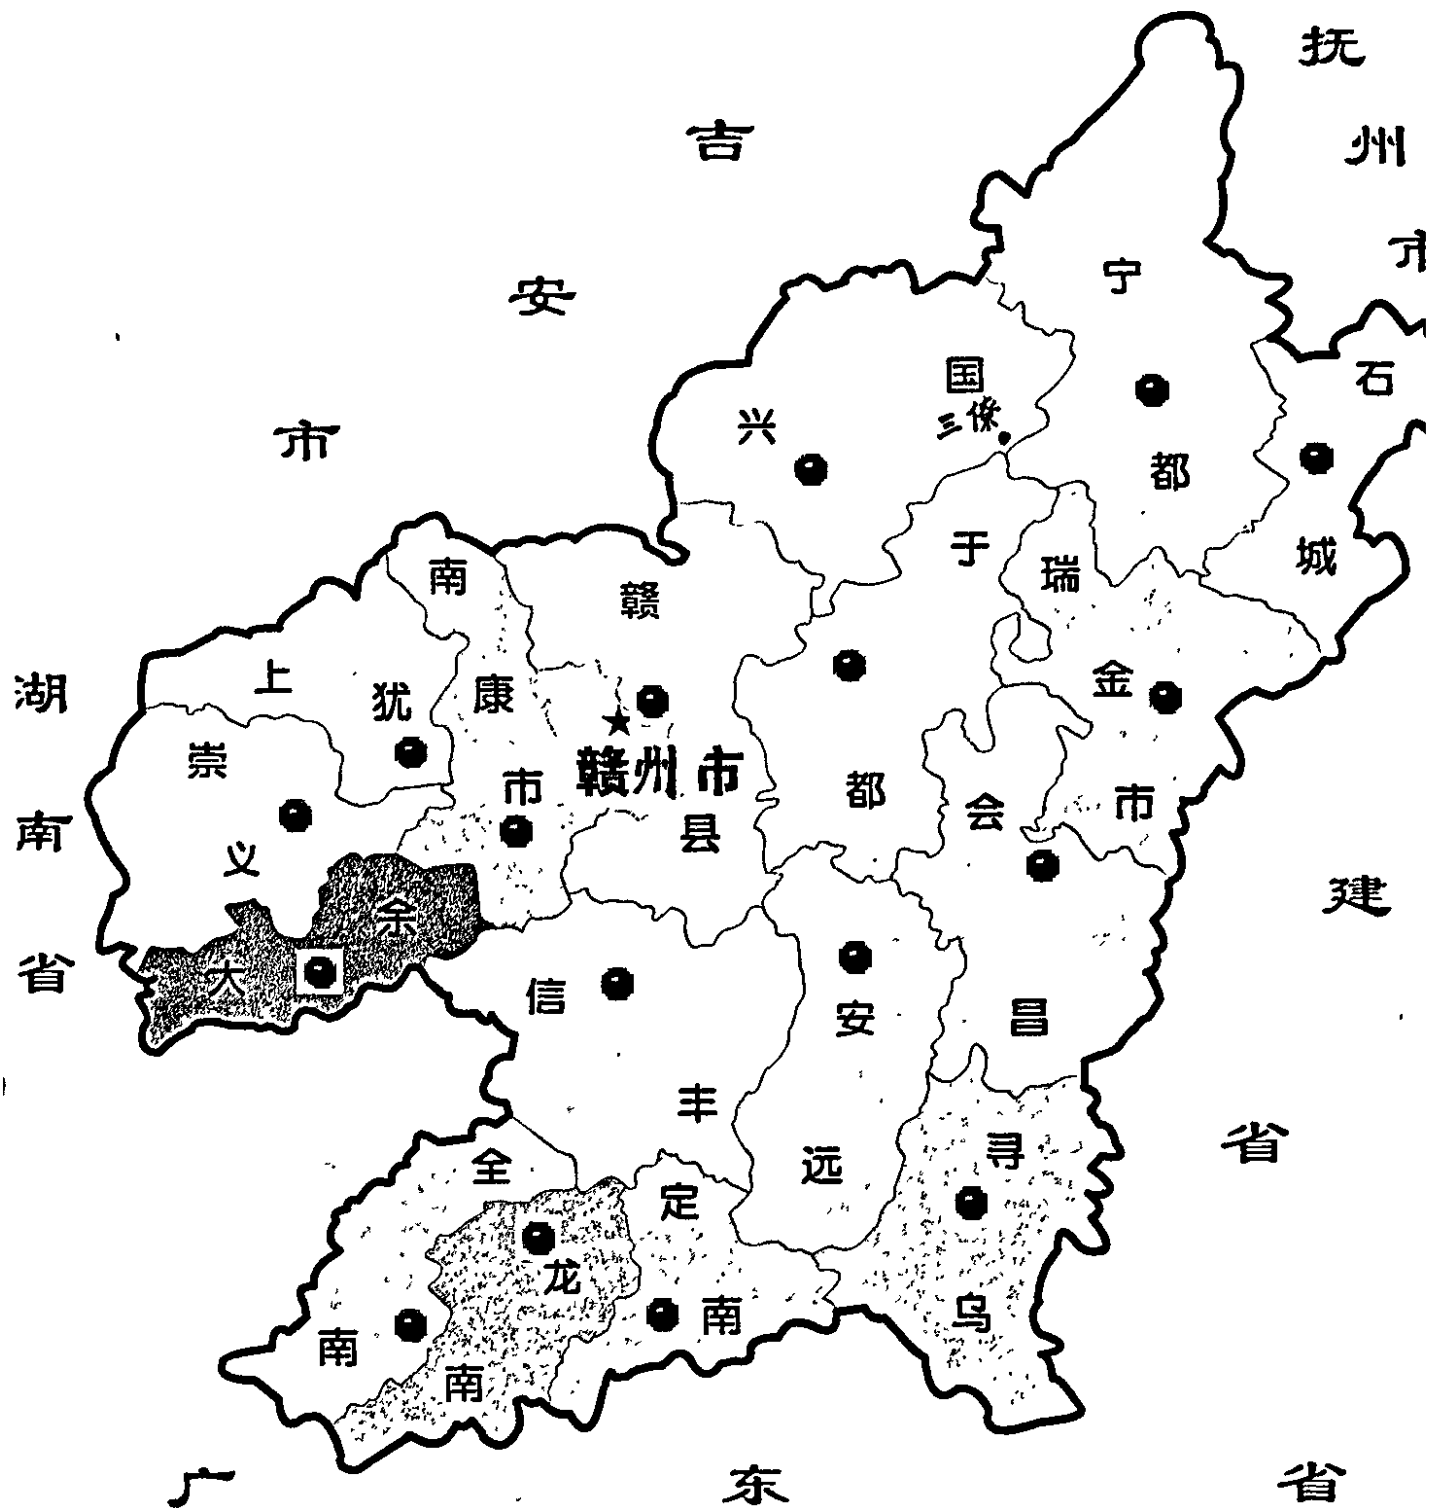 抚州市
吉安市
宁都
石城
兴国
三僚
于都
瑞金市
南康市
赣县
赣州市
上犹
崇义
大余
会昌
信丰
安远
寻乌
全南
龙南
定南
湖南省
建省
广东省